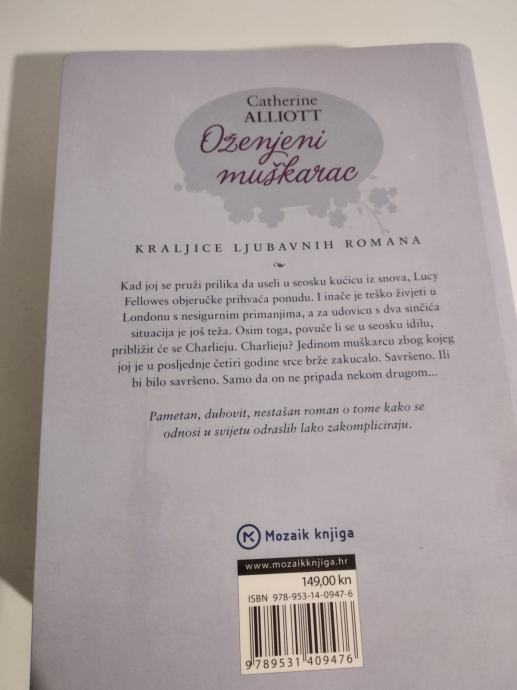 Catherine
ALLIOTT
Oženjeni
muškarac
KRALJICE LJUBAVNIH ROMANA
Kad joj se pruži prilika da useli u seosku kućicu iz snova, Lucy
Fellowes objeručke prihvaća ponudu. I inače je teško živjeti u
Londonu s nesigurnim primanjima, a za udovicu s dva sinčića
situacija je još teža. Osim toga, povuče li se u seosku idilu,
približit će se Charlieju. Charlieju? Jedinom muškarcu zbog kojeg
joj je u posljednje četiri godine srce brže zakucalo. Savršeno. Ili
bi bilo savršeno. Samo da on ne pripada nekom drugom...
Pametan, duhovit, nestašan roman o tome kako se
odnosi u svijetu odraslih lako zakompliciraju.
Mozaik knjiga
www.mozaikknjiga.hr
149,00 kn
ISBN 978-953-14-0947-6
9 789531 409476